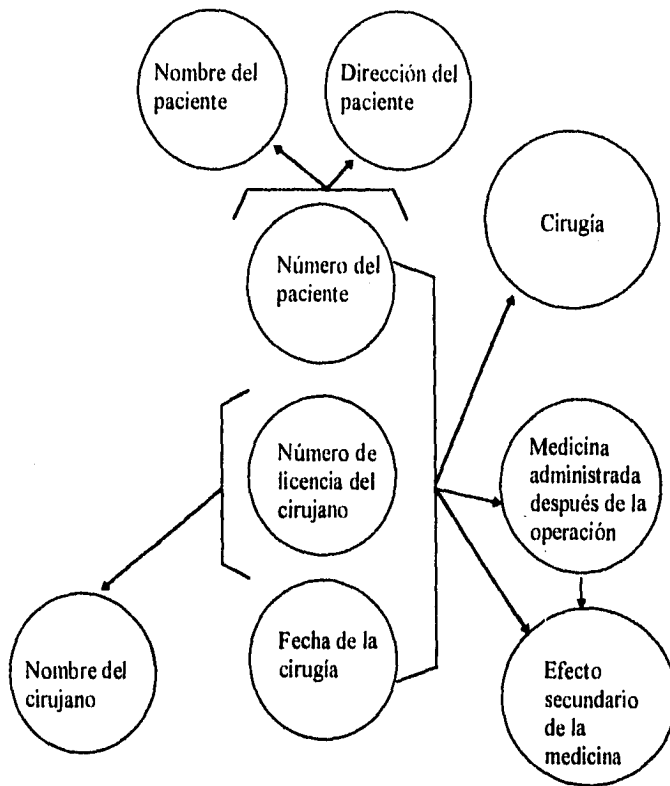 Nombre del
paciente
Dirección del
paciente
Cirugía
Número del
paciente
Número de
licencia del
cirujano
Medicina
administrada
después de la
operación
Nombre del
cirujano
Fecha de la
cirugía
Efecto
secundario
de la
medicina